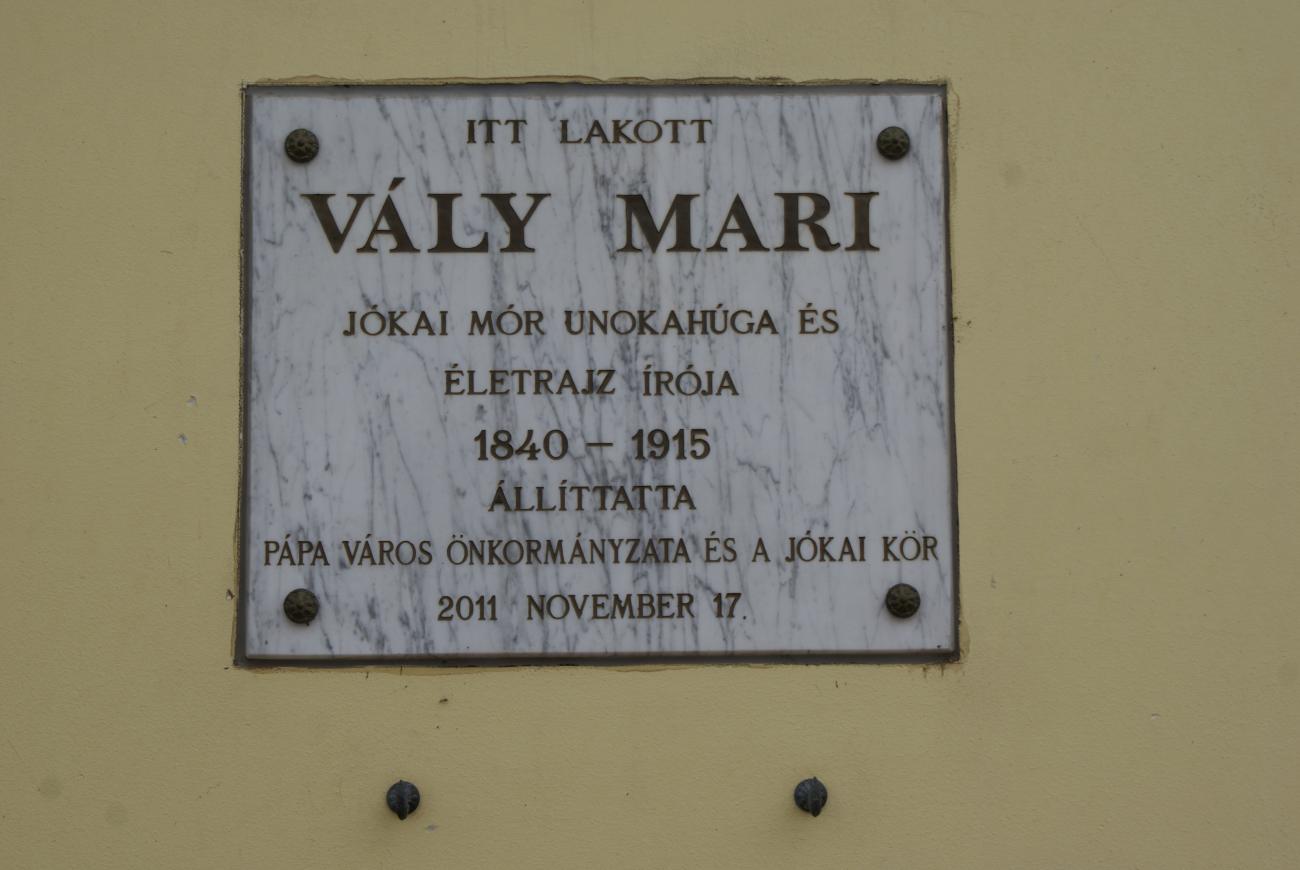 ITT LAKOTT
VÁLY MARI
JÓKAI MÓR UNOKAHÚGA ÉS
ÉLETRAJZ ÍRÓJA
1840 – 1915
ÁLLÍTTATTA
PÁPA VÁROS ÖNKORMÁNYZATA ÉS A JÓKAI KÖR
2011 NOVEMBER 17.